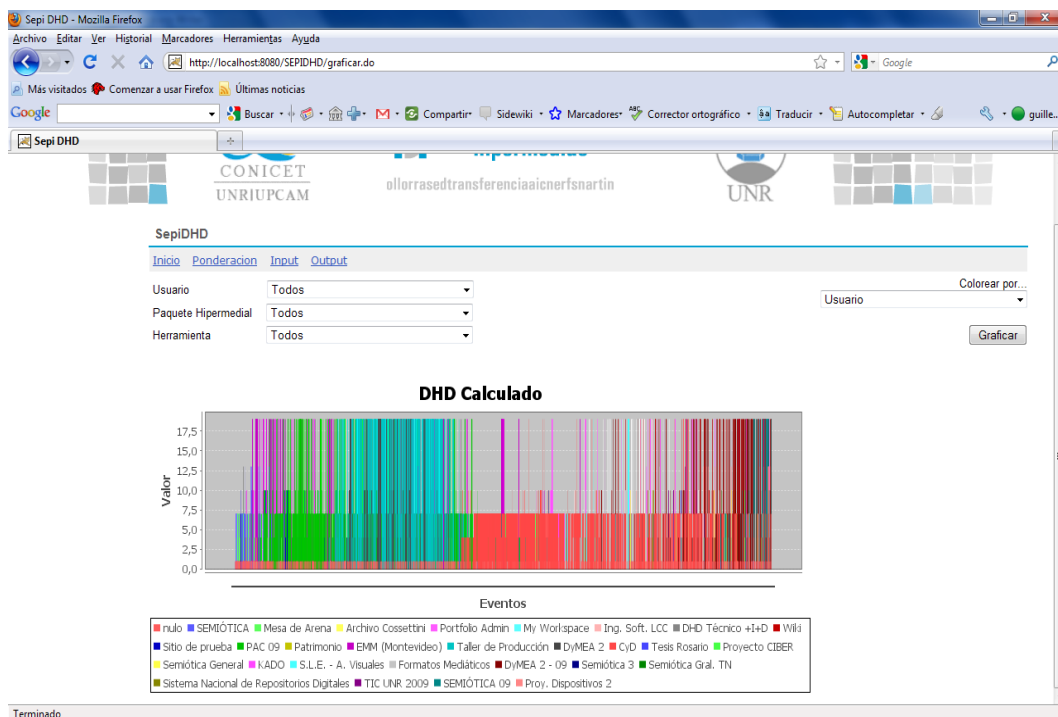 Sepi DHD - Mozilla Firefox
Archivo Editar Ver Historial Marcadores Herramientas Ayuda
http://localhost:8080/SEPIDHD/graficar.do
Google
Más visitados Comenzar a usar Firefox Últimas noticias
Google Buscar Compartir Sidewiki Marcadores Corrector ortográfico Traducir Autocompletar guille...
Sepi DHD
CONICET
UNRIUPCAM
ollorrasedtransferenciaaicnerfsnartin
UNR
SepiDHD
Inicio Ponderacion Input Output
Usuario Todos
Colorear por...
Usuario
Paquete Hipermedial Todos
Herramienta Todos
Graficar
DHD Calculado
Valor
17,5
15,0
12,5
10,0
7,5
5,0
2,5
0,0
Eventos
nulo SEMIÓTICA Mesa de Arena Archivo Cossettini Portfolio Admin My Workspace Ing. Soft. LCC DHD Técnico +I+D Wiki
Sitio de prueba PAC 09 Patrimonio EMM (Montevideo) Taller de Producción DyMEA 2 CyD Tesis Rosario Proyecto CIBER
Semiótica General KADO S.L.E. - A. Visuales Formatos Mediáticos DyMEA 2 - 09 Semiótica 3 Semiótica Gral. TN
Sistema Nacional de Repositorios Digitales TIC UNR 2009 SEMIÓTICA 09 Proy. Dispositivos 2
Terminado